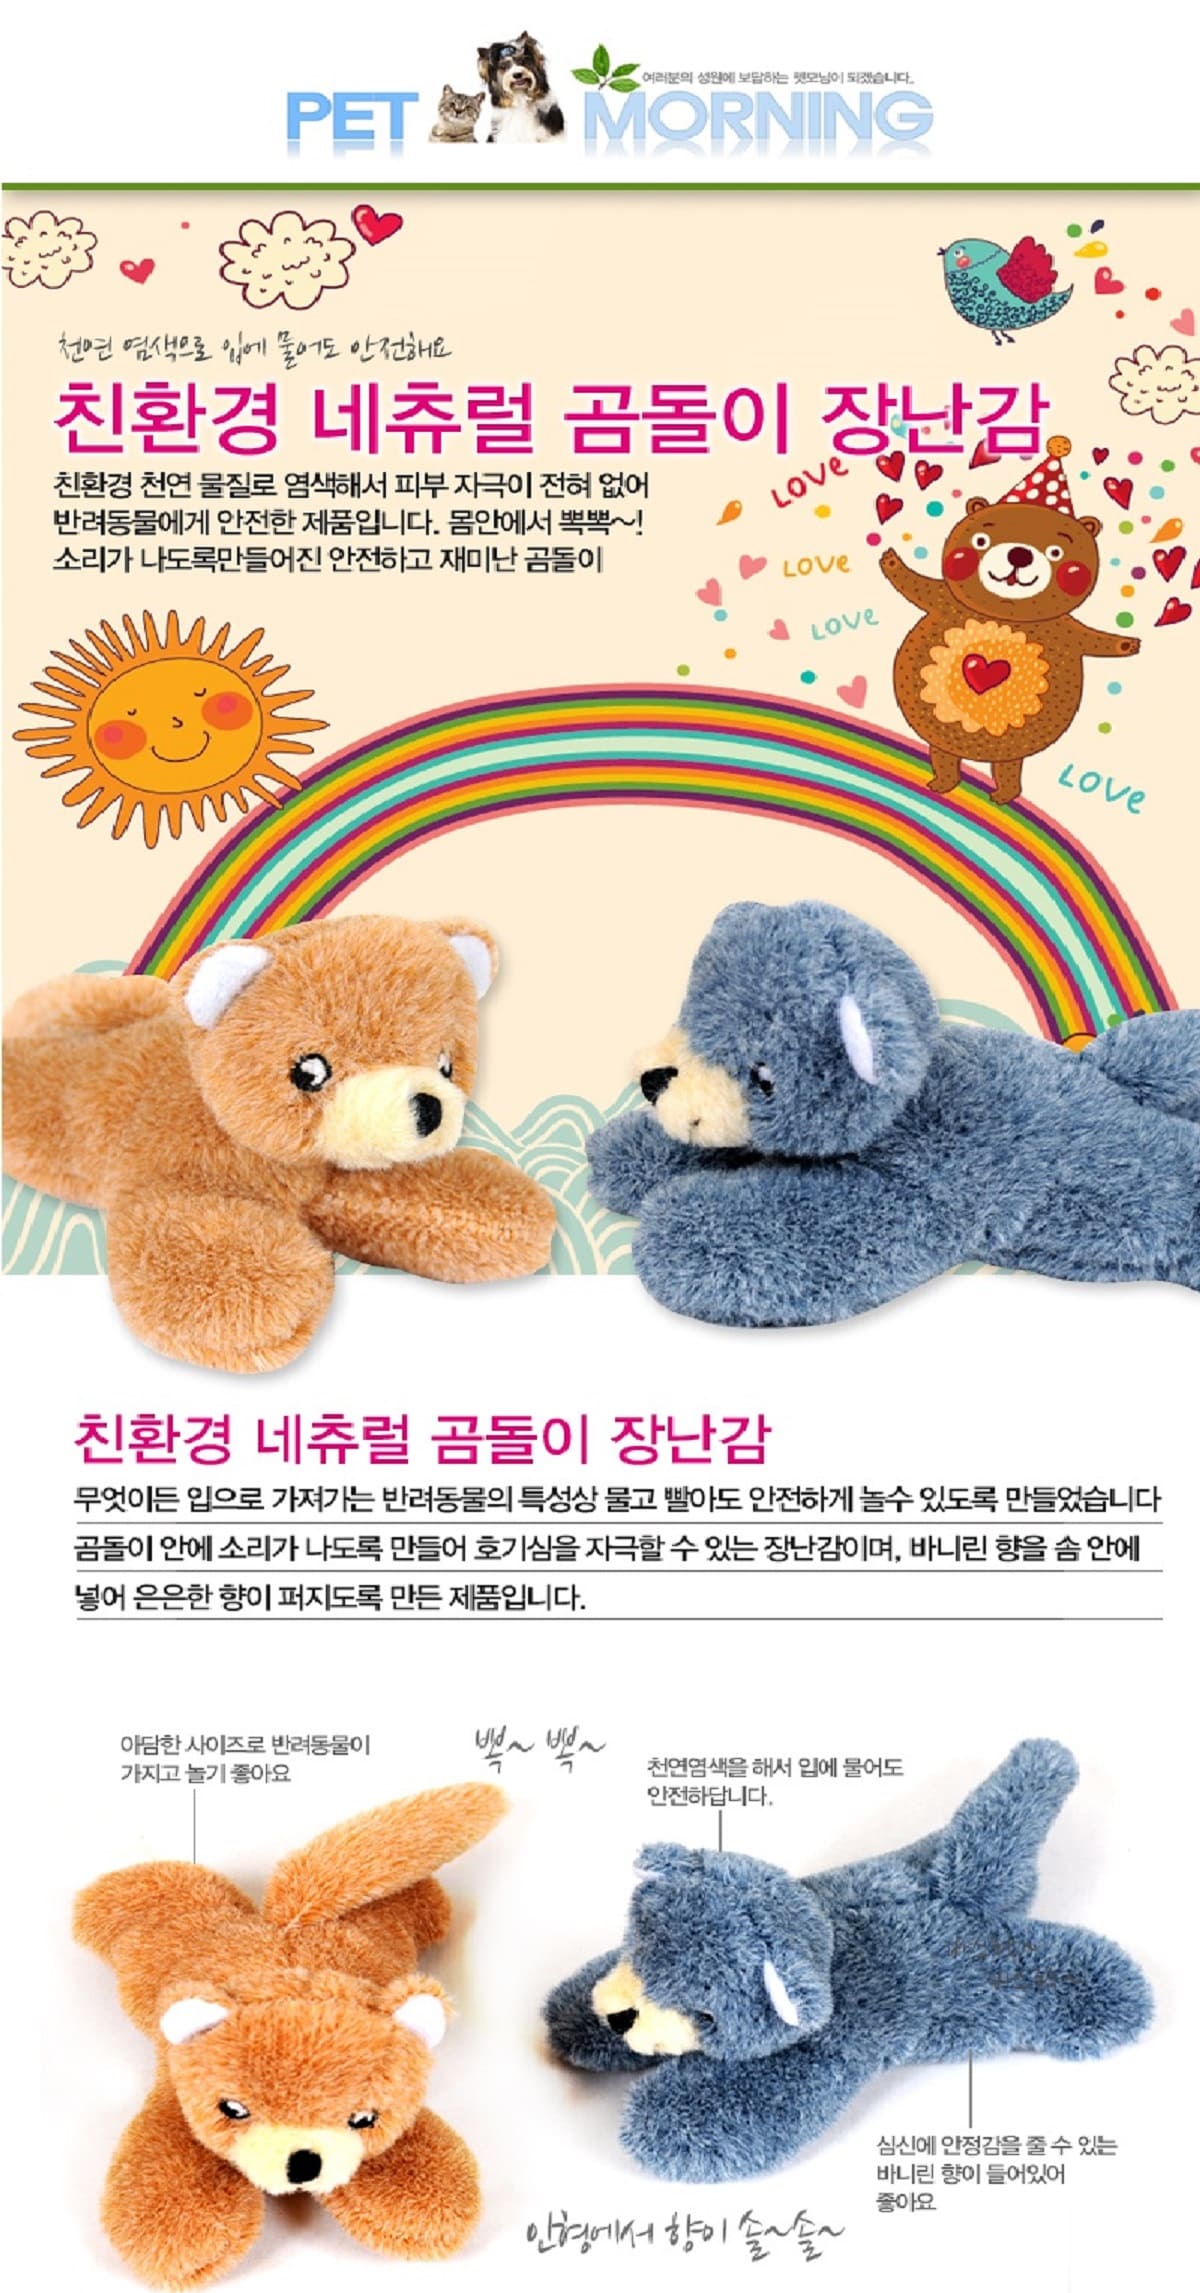 여러분의 성원에 보답하는 펫모닝이 되겠습니다.
PET MORNING
천연 염색으로 입에 물어도 안전해요
친환경 네츄럴 곰돌이 장난감
친환경 천연 물질로 염색해서 피부 자극이 전혀 없어
반려동물에게 안전한 제품입니다. 몸안에서 뽁뽁~!
소리가 나도록만들어진 안전하고 재미난 곰돌이
LOVe
LOVe
LOVe
LOVe
친환경 네츄럴 곰돌이 장난감
무엇이든 입으로 가져가는 반려동물의 특성상 물고 빨아도 안전하게 놀수 있도록 만들었습니다
곰돌이 안에 소리가 나도록 만들어 호기심을 자극할 수 있는 장난감이며, 바니린 향을 솜 안에
넣어 은은한 향이 퍼지도록 만든 제품입니다.
뽁~ 뽁~
아담한 사이즈로 반려동물이
가지고 놀기 좋아요
천연염색을 해서 입에 물어도
안전하답니다.
심신에 안정감을 줄 수 있는
바니린 향이 들어있어
좋아요
인형에서 향이 솔~솔~